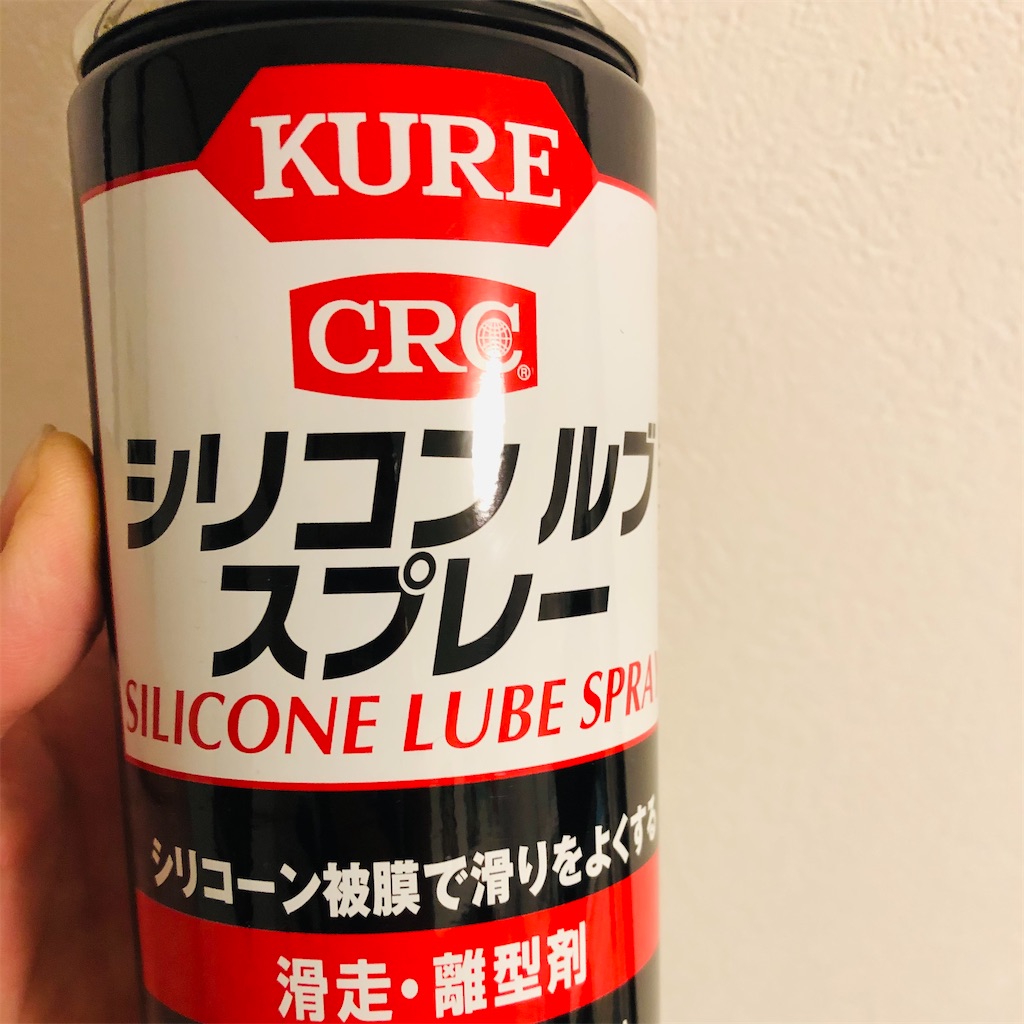 KURE
CRC®
シリコン ルブ
スプレー
SILICONE LUBE SPRAY
シリコーン被膜で滑りをよくする
滑走・離型剤